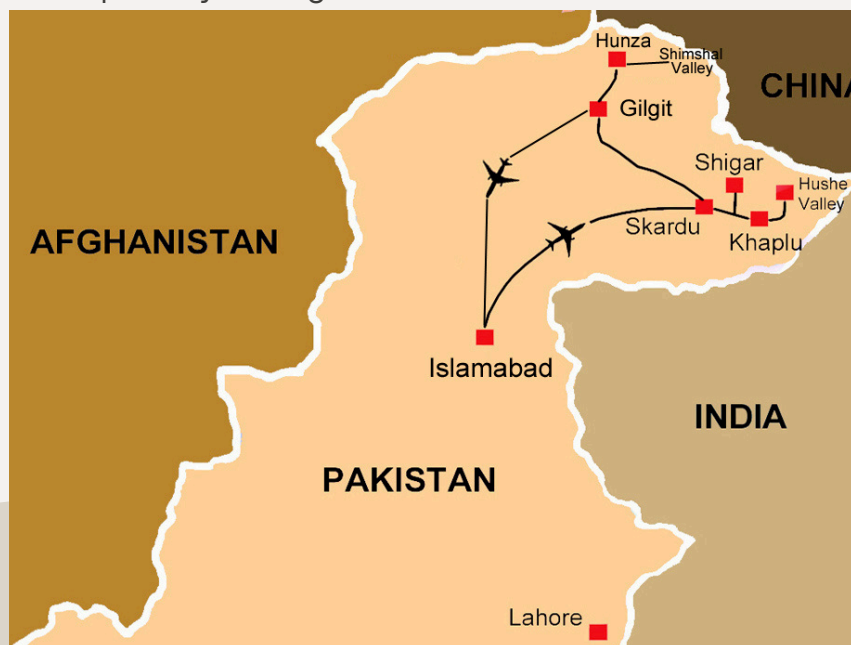 Hunza
Shimshal
Valley
CHINA
Gilgit
Shigar
Hushe
Valley
Skardu
Khaplu
AFGHANISTAN
Islamabad
INDIA
PAKISTAN
Lahore